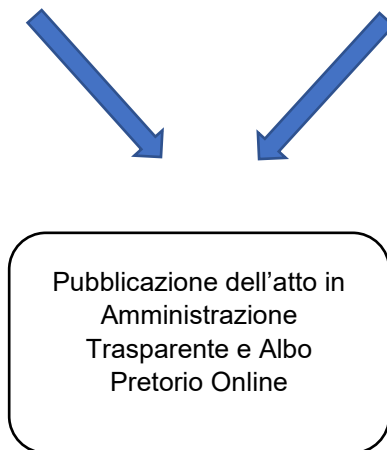 Pubblicazione dell’atto in
Amministrazione
Trasparente e Albo
Pretorio Online